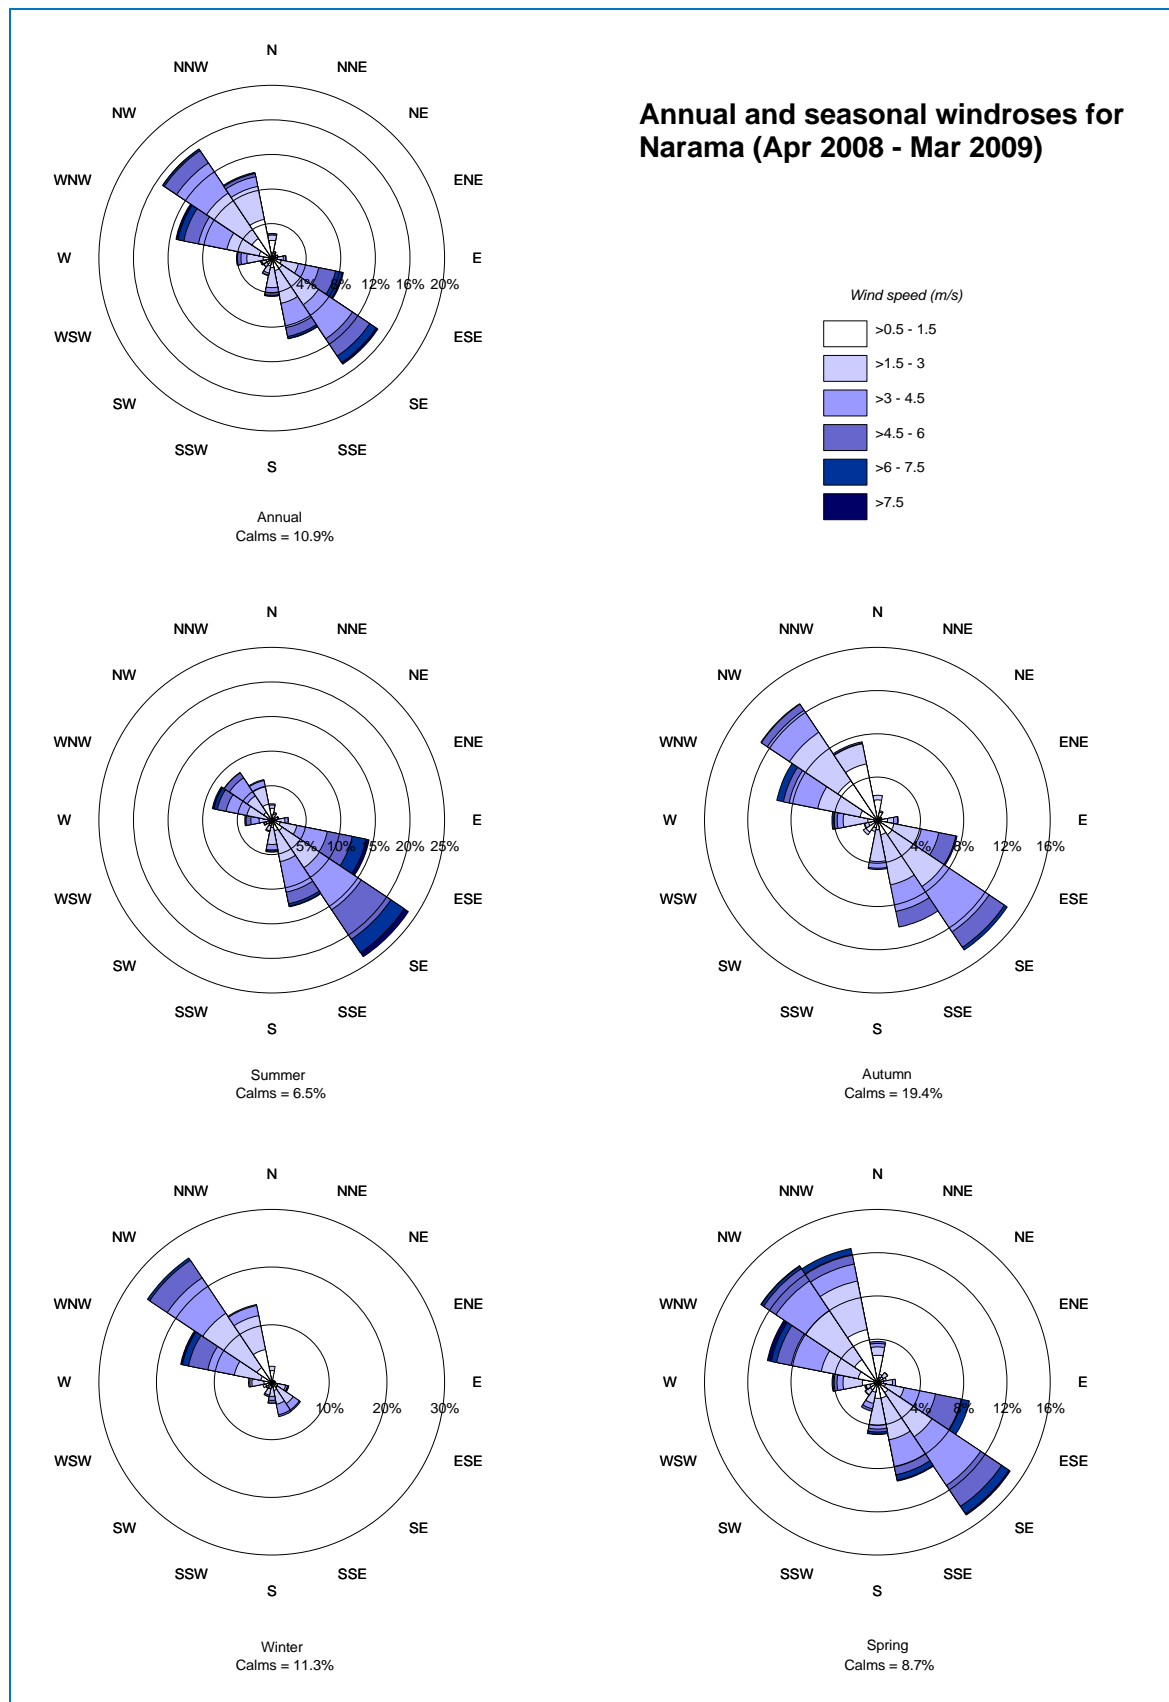 Annual and seasonal windroses for
Narama (Apr 2008 - Mar 2009)
N
NNW NNE
NW NE
WNW ENE
W E
4% 8% 12% 16% 20%
WSW ESE
SW SE
SSW SSE
S
Annual
Calms = 10.9%
Wind speed (m/s)
>0.5 - 1.5
>1.5 - 3
>3 - 4.5
>4.5 - 6
>6 - 7.5
>7.5
N
NNW NNE
NW NE
WNW ENE
W E
5% 10% 15% 20% 25%
WSW ESE
SW SE
SSW SSE
S
Summer
Calms = 6.5%
N
NNW NNE
NW NE
WNW ENE
W E
4% 8% 12% 16%
WSW ESE
SW SE
SSW SSE
S
Autumn
Calms = 19.4%
N
NNW NNE
NW NE
WNW ENE
W E
10% 20% 30%
WSW ESE
SW SE
SSW SSE
S
Winter
Calms = 11.3%
N
NNW NNE
NW NE
WNW ENE
W E
4% 8% 12% 16%
WSW ESE
SW SE
SSW SSE
S
Spring
Calms = 8.7%